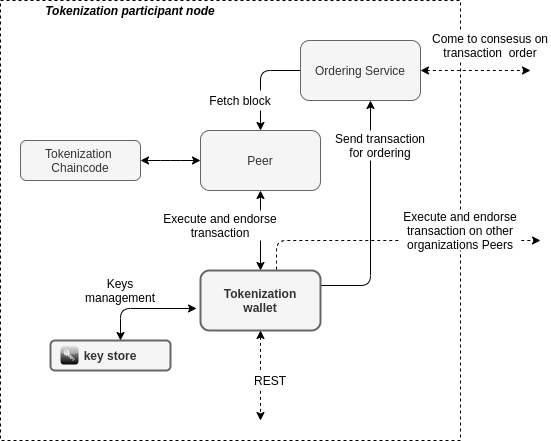 Tokenization participant node
Come to consesus on
transaction order
Ordering Service
Fetch block
Send transaction
for ordering
Tokenization
Chaincode
Peer
Execute and endorse
transaction
Execute and endorse
transaction on other
organizations Peers
Keys
management
Tokenization
wallet
key store
REST